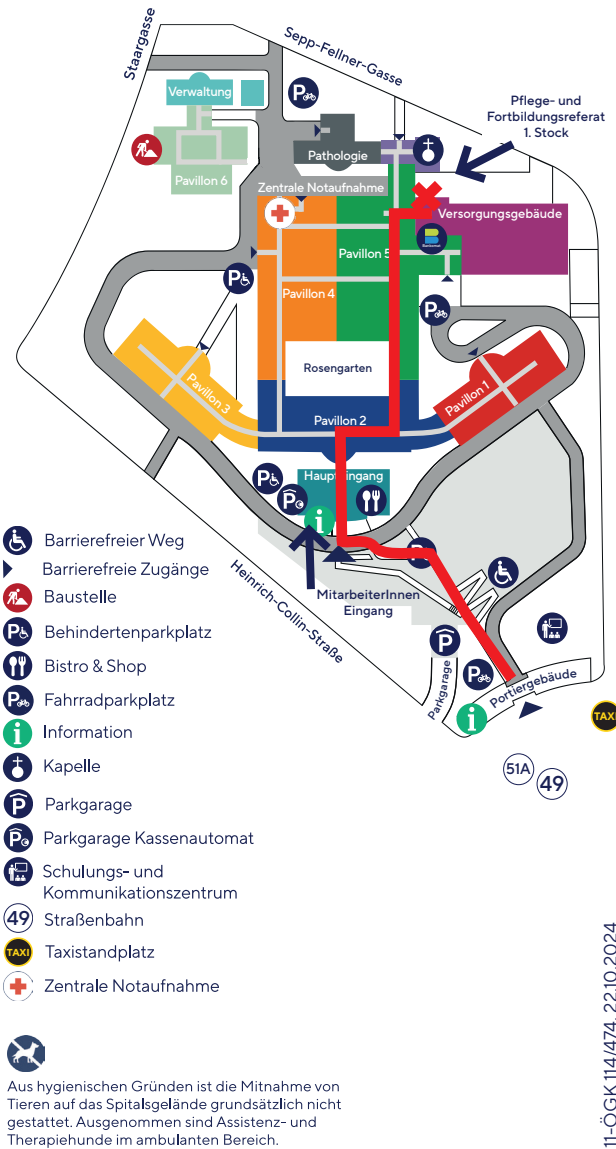 Staargasse
Sepp-Fellner-Gasse
Verwaltung
Pflege- und
Fortbildungsreferat
1. Stock
Pathologie
Pavillon 6
Zentrale Notaufnahme
Versorgungsgebäude
Bankomat
Pavillon 5
Pavillon 4
Rosengarten
Pavillon 3
Pavillon 1
Pavillon 2
Haupteingang
Heinrich-Collin-Straße
MitarbeiterInnen
Eingang
Parkgarage
Portiergebäude
TAXI
51A
49
Barrierefreier Weg
Barrierefreie Zugänge
Baustelle
Behindertenparkplatz
Bistro & Shop
Fahrradparkplatz
Information
Kapelle
Parkgarage
Parkgarage Kassenautomat
Schulungs- und
Kommunikationszentrum
49 Straßenbahn
TAXI Taxistandplatz
Zentrale Notaufnahme
Aus hygienischen Gründen ist die Mitnahme von
Tieren auf das Spitalsgelände grundsätzlich nicht
gestattet. Ausgenommen sind Assistenz- und
Therapiehunde im ambulanten Bereich.
11-ÖGK 114/474, 22.10.2024